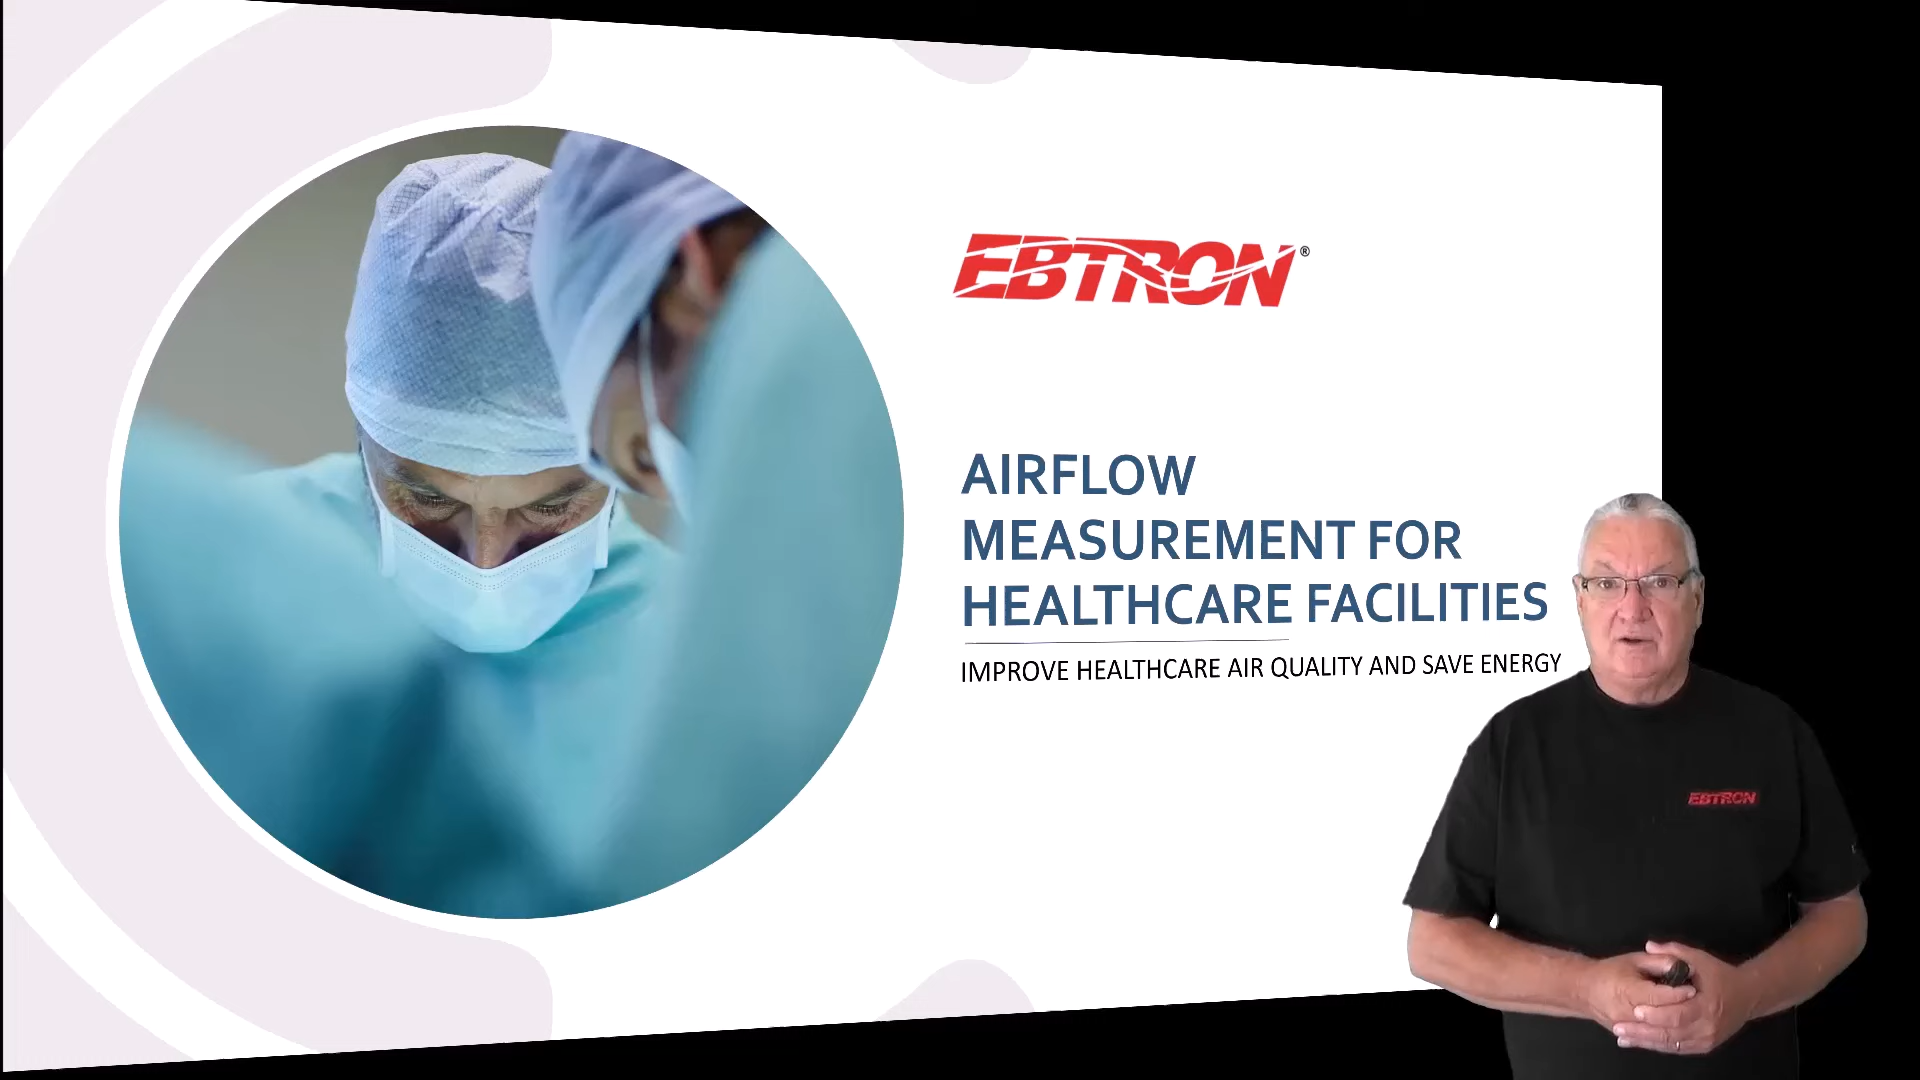 EBTRON®
AIRFLOW
MEASUREMENT FOR
HEALTHCARE FACILITIES
IMPROVE HEALTHCARE AIR QUALITY AND SAVE ENERGY
EBTRON